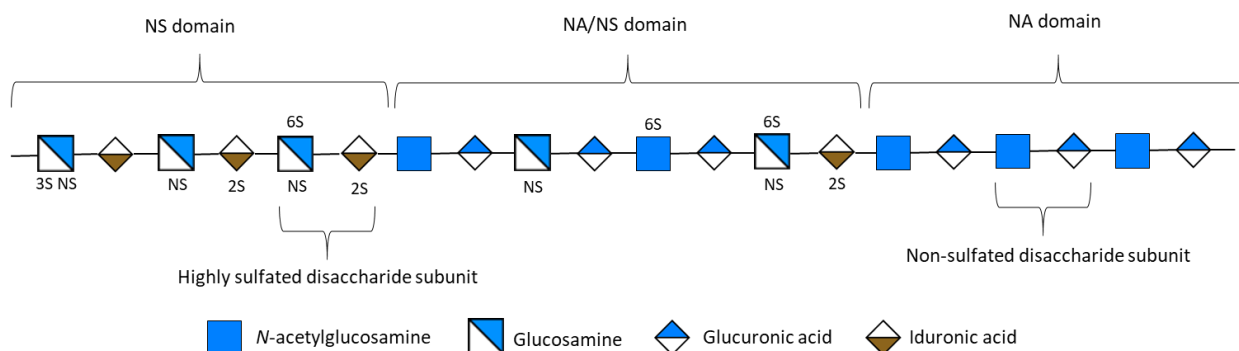 NS domain
NA/NS domain
NA domain
6S
6S
6S
3S NS
NS
2S
NS
2S
NS
NS
2S
Highly sulfated disaccharide subunit
Non-sulfated disaccharide subunit
N-acetylglucosamine
Glucosamine
Glucuronic acid
Iduronic acid